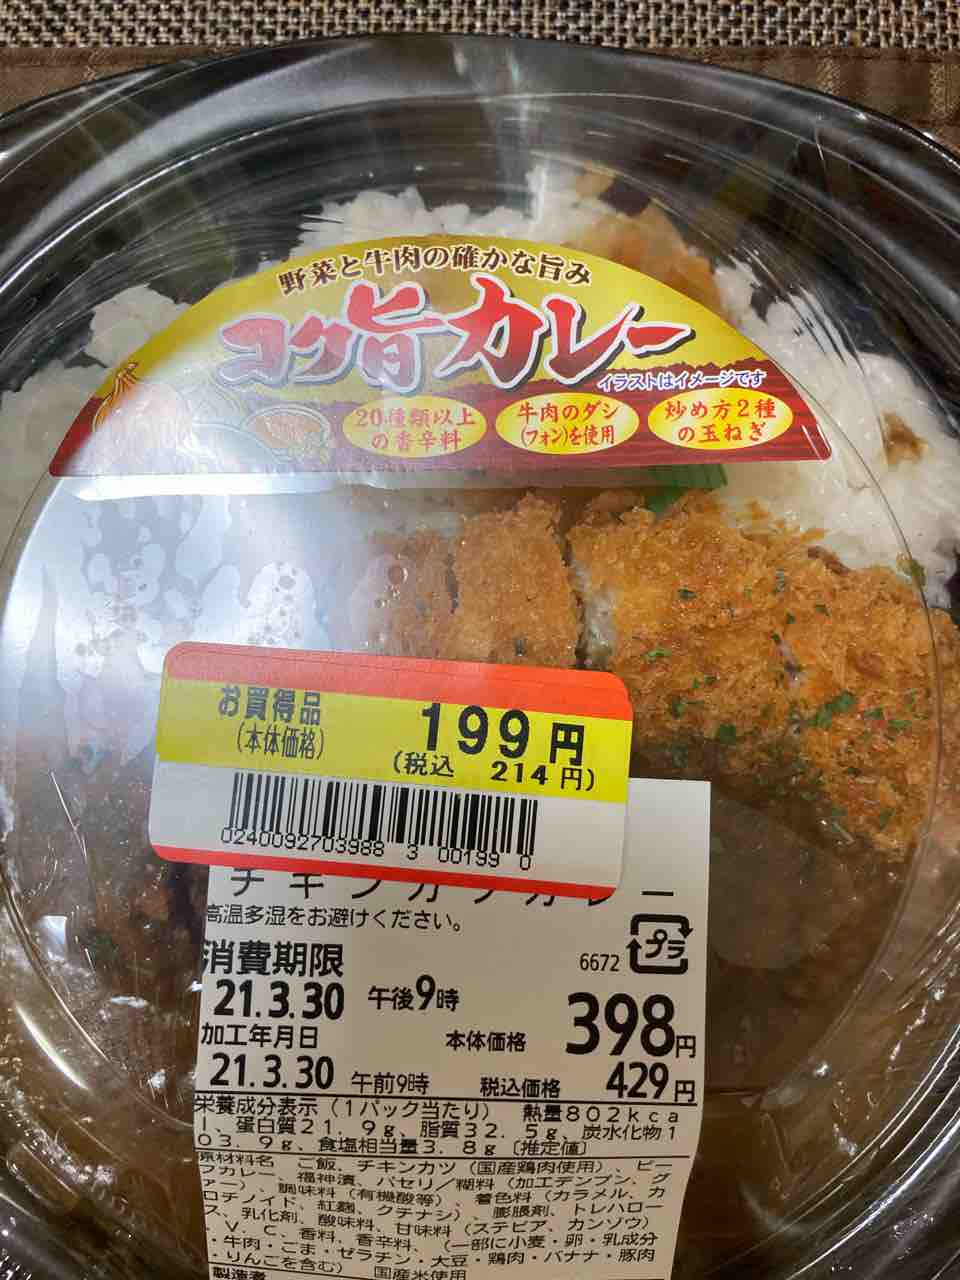 野菜と牛肉の確かな旨み
コク旨カレー
イラストはイメージです
20種類以上
の香辛料
牛肉のダシ
(フォン)を使用
炒め方2種
の玉ねぎ
お買得品
(本体価格)
199円
(税込 214円)
0240092703988 3 00199 0
チキンカツカレー
高温多湿をお避けください。
消費期限
6672 プラ
21.3.30 午後9時
398円
加工年月日
本体価格
21.3.30 午前9時
税込価格 429円
栄養成分表示(1パック当たり) 熱量802kca
l、蛋白質21.9g、脂質32.5g、炭水化物1
03.9g、食塩相当量3.8g〔推定値〕
原材料名 ご飯、チキンカツ(国産鶏肉使用)、ビー
フカレー、福神漬、パセリ/糊料(加工デンプン、グ
ァー)、調味料(有機酸等)、着色料(カラメル、カ
ロチノイド、紅麹、クチナシ)、膨脹剤、トレハロー
ス、乳化剤、酸味料、甘味料(ステビア、カンゾウ)
・V.C、香料、香辛料、(一部に小麦・卵・乳成分
・牛肉・ごま・ゼラチン・大豆・鶏肉・バナナ・豚肉
・りんごを含む) 国産米使用
製造者